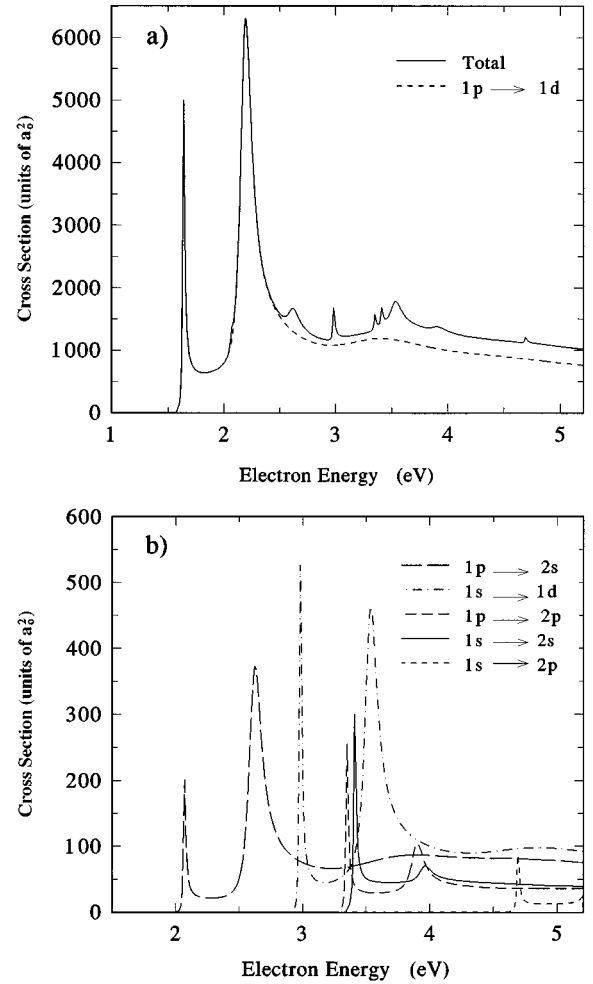 a)
Total
1p → 1d
Cross Section (units of a₀²)
6000
5000
4000
3000
2000
1000
0
1 2 3 4 5
Electron Energy (eV)
b)
1p → 2s
1s → 1d
1p → 2p
1s → 2s
1s → 2p
Cross Section (units of a₀²)
600
500
400
300
200
100
0
2 3 4 5
Electron Energy (eV)